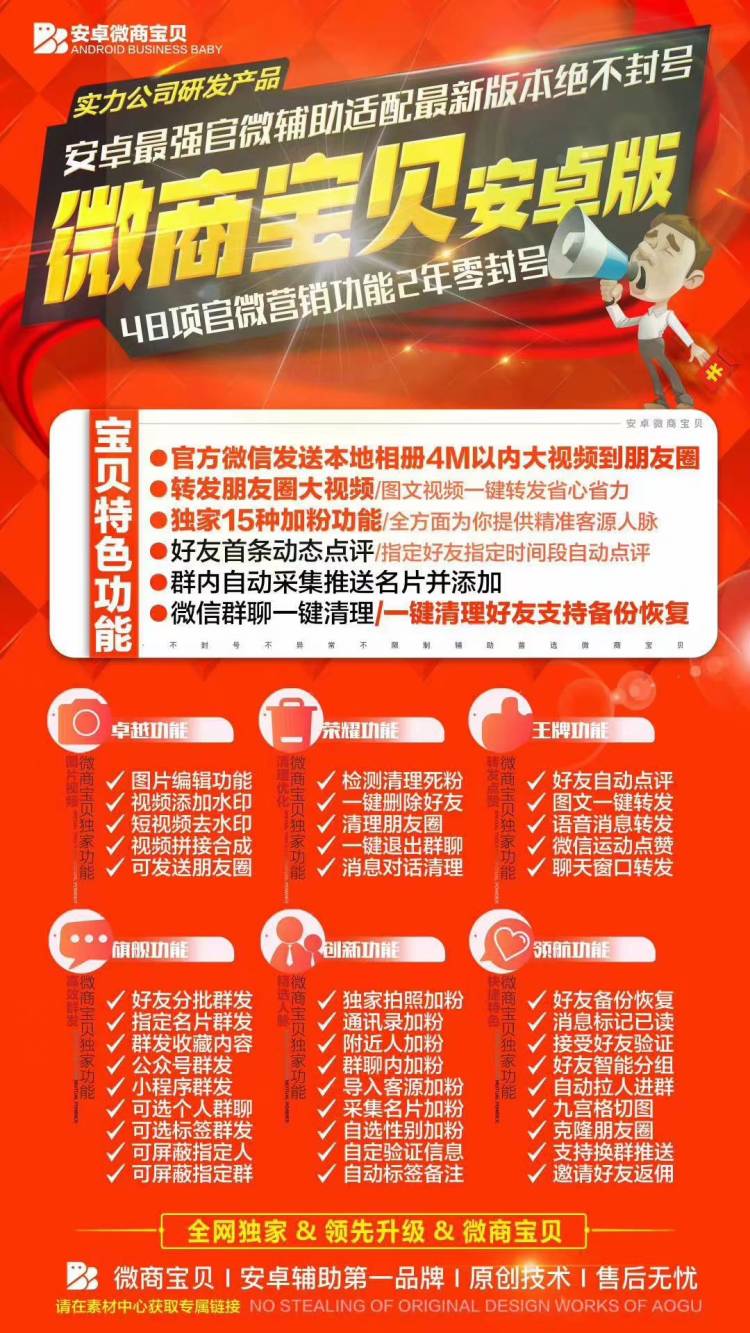 安卓微商宝贝
ANDROID BUSINESS BABY
实力公司研发产品
安卓最强官微辅助适配最新版本绝不封号
微商宝贝安卓版
48项官微营销功能2年零封号
安卓微商宝贝
宝贝特色功能
●官方微信发送本地相册4M以内大视频到朋友圈
●转发朋友圈大视频/图文视频一键转发省心省力
●独家15种加粉功能/全方面为你提供精准客源人脉
●好友首条动态点评/指定好友指定时间段自动点评
●群内自动采集推送名片并添加
●微信群聊一键清理/一键清理好友支持备份恢复
不封号不异常不限制辅助首选微商宝贝
卓越功能
图片视频
微商宝贝独家功能
✓图片编辑功能
✓视频添加水印
✓短视频去水印
✓视频拼接合成
✓可发送朋友圈
荣耀功能
清理优化
微商宝贝独家功能
✓检测清理死粉
✓一键删除好友
✓清理朋友圈
✓一键退出群聊
✓消息对话清理
王牌功能
转发点赞
微商宝贝独家功能
✓好友自动点评
✓图文一键转发
✓语音消息转发
✓微信运动点赞
✓聊天窗口转发
旗舰功能
高效群发
微商宝贝独家功能
✓好友分批群发
✓指定名片群发
✓群发收藏内容
✓公众号群发
✓小程序群发
✓可选个人群聊
✓可选标签群发
✓可屏蔽指定人
✓可屏蔽指定群
创新功能
精选人脉
微商宝贝独家功能
✓独家拍照加粉
✓通讯录加粉
✓附近人加粉
✓群聊内加粉
✓导入客源加粉
✓采集名片加粉
✓自选性别加粉
✓自定验证信息
✓自动标签备注
领航功能
快捷特色
微商宝贝独家功能
✓好友备份恢复
✓消息标记已读
✓接受好友验证
✓好友智能分组
✓自动拉人进群
✓九宫格切图
✓克隆朋友圈
✓支持换群推送
✓邀请好友返佣
全网独家 & 领先升级 & 微商宝贝
微商宝贝 | 安卓辅助第一品牌 | 原创技术 | 售后无忧
请在素材中心获取专属链接 NO STEALING OF ORIGINAL DESIGN WORKS OF AOGU